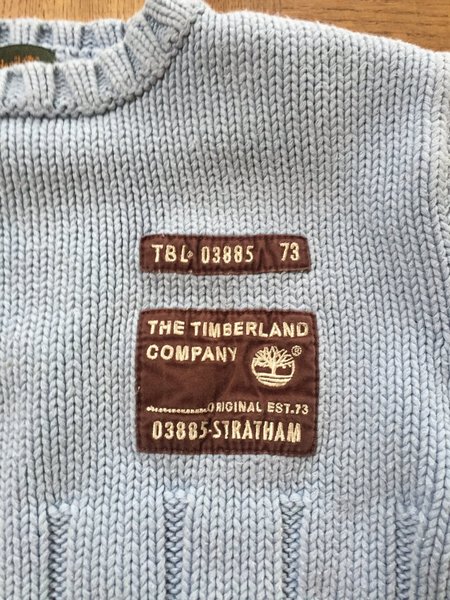 TBL 03885 73
THE TIMBERLAND
COMPANY ®
ORIGINAL EST.73
03885-STRATHAM